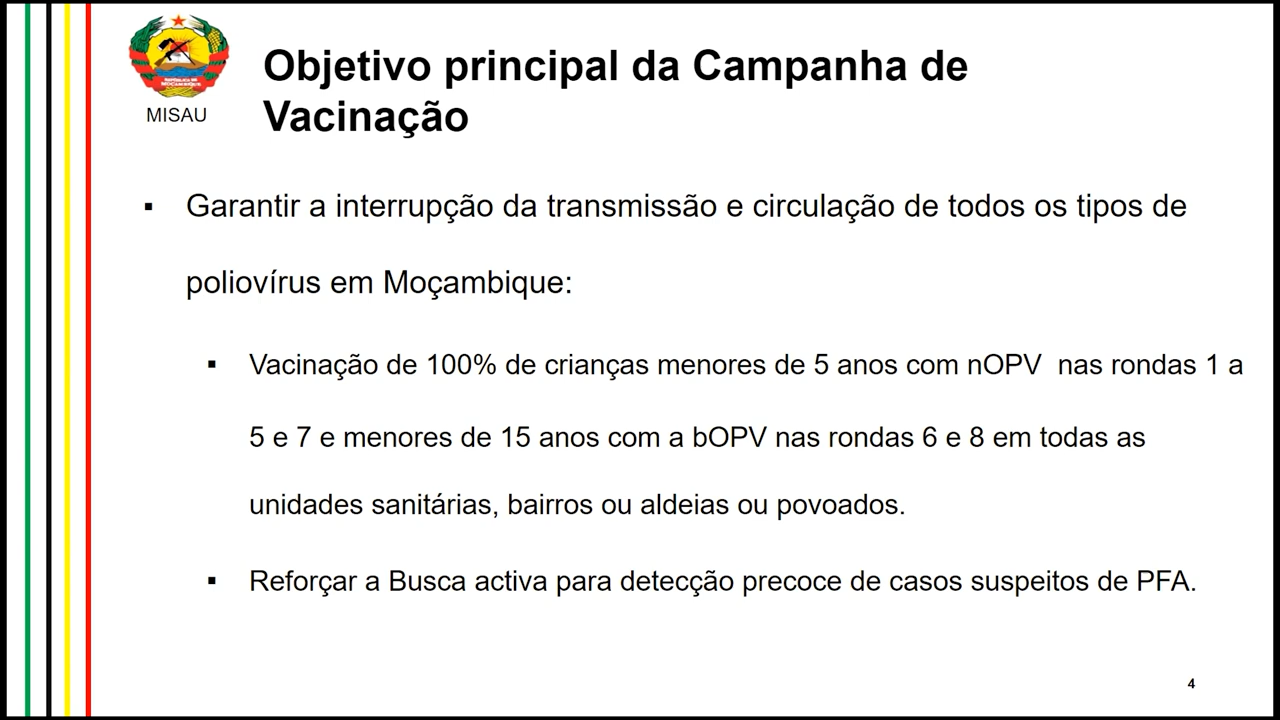 MISAU
Objetivo principal da Campanha de
Vacinação
▪ Garantir a interrupção da transmissão e circulação de todos os tipos de
poliovírus em Moçambique:
▪ Vacinação de 100% de crianças menores de 5 anos com nOPV nas rondas 1 a
5 e 7 e menores de 15 anos com a bOPV nas rondas 6 e 8 em todas as
unidades sanitárias, bairros ou aldeias ou povoados.
▪ Reforçar a Busca activa para detecção precoce de casos suspeitos de PFA.
4